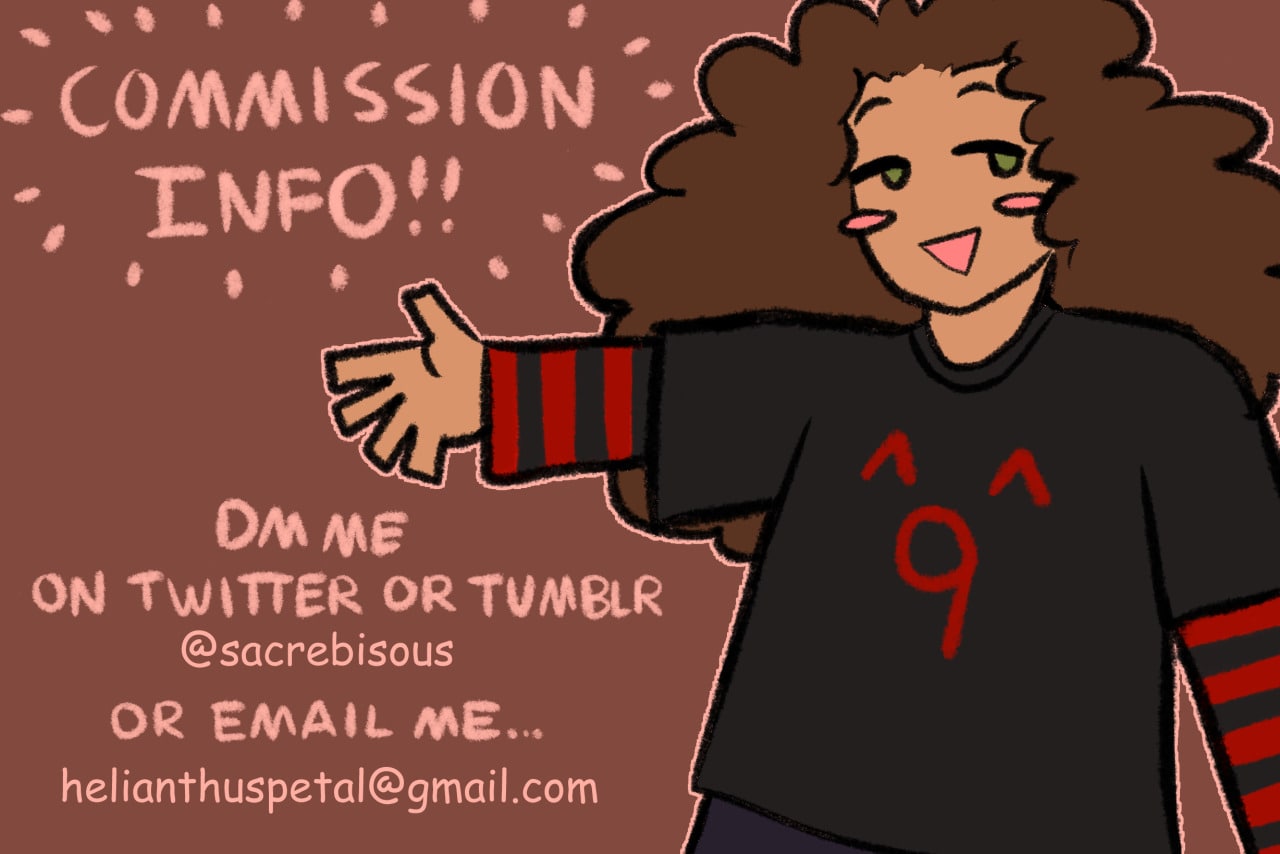 COMMISSION
INFO!!
DM ME
ON TWITTER OR TUMBLR
@sacrebisous
OR EMAIL ME...
helianthuspetal@gmail.com
^ ^
9